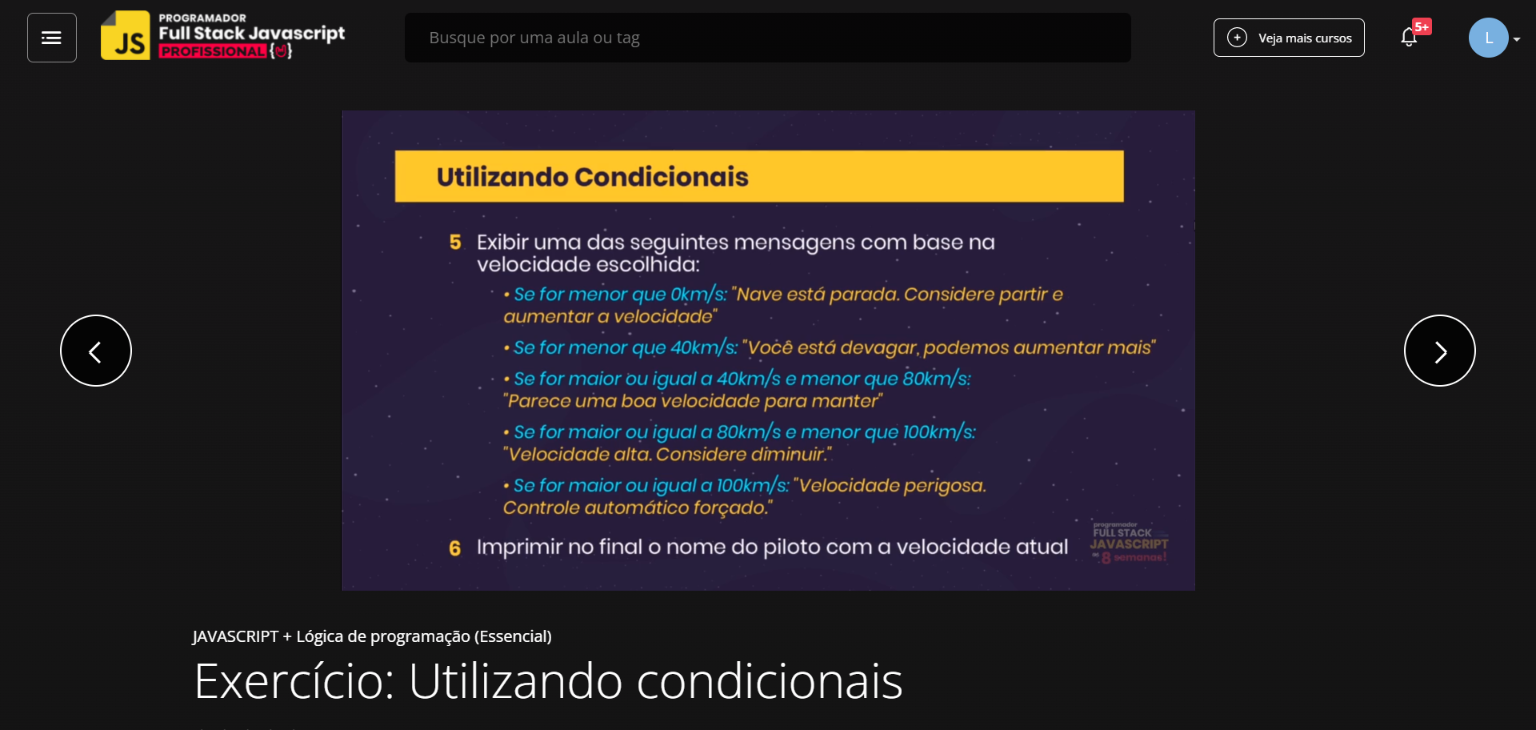 PROGRAMADOR
JS Full Stack Javascript
PROFISSIONAL {}
Busque por uma aula ou tag
Veja mais cursos
5+
L
Utilizando Condicionais
5 Exibir uma das seguintes mensagens com base na
velocidade escolhida:
• Se for menor que 0km/s: "Nave está parada. Considere partir e
aumentar a velocidade"
• Se for menor que 40km/s: "Você está devagar, podemos aumentar mais"
• Se for maior ou igual a 40km/s e menor que 80km/s:
"Parece uma boa velocidade para manter"
• Se for maior ou igual a 80km/s e menor que 100km/s:
"Velocidade alta. Considere diminuir."
• Se for maior ou igual a 100km/s: "Velocidade perigosa.
Controle automático forçado."
6 Imprimir no final o nome do piloto com a velocidade atual
programador
FULL STACK
JAVASCRIPT
8 semanas!
JAVASCRIPT + Lógica de programação (Essencial)
Exercício: Utilizando condicionais